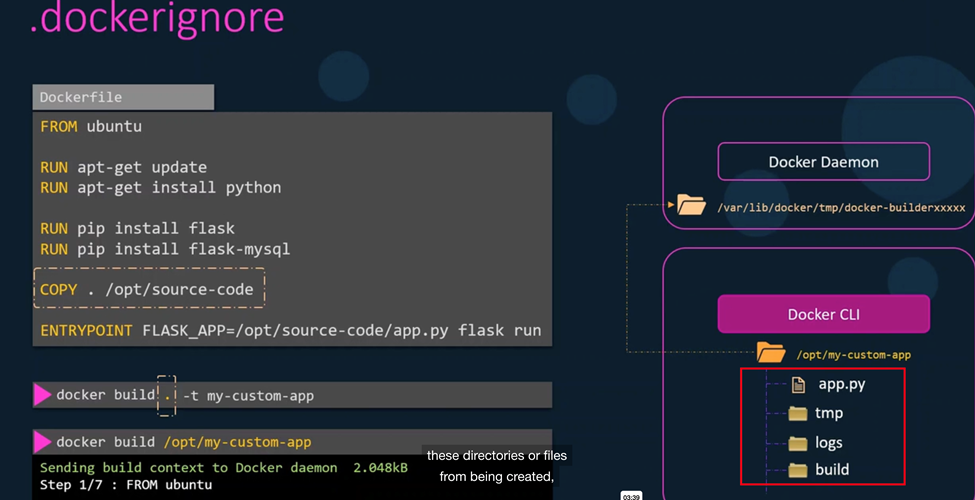 .dockerignore
Dockerfile
FROM ubuntu
RUN apt-get update
RUN apt-get install python
RUN pip install flask
RUN pip install flask-mysql
COPY . /opt/source-code
ENTRYPOINT FLASK_APP=/opt/source-code/app.py flask run
docker build . -t my-custom-app
docker build /opt/my-custom-app
Sending build context to Docker daemon 2.048kB
Step 1/7 : FROM ubuntu
Docker Daemon
/var/lib/docker/tmp/docker-builderxxxxx
Docker CLI
/opt/my-custom-app
app.py
tmp
logs
build
these directories or files
from being created,
03:39